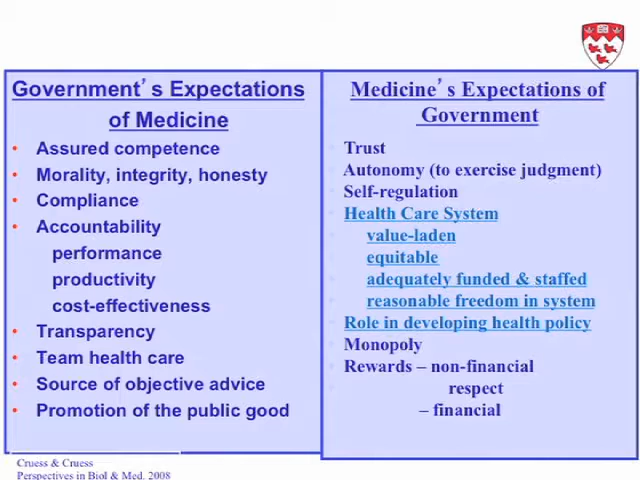 Government's Expectations
of Medicine
• Assured competence
• Morality, integrity, honesty
• Compliance
• Accountability
performance
productivity
cost-effectiveness
• Transparency
• Team health care
• Source of objective advice
• Promotion of the public good
Medicine's Expectations of
Government
• Trust
• Autonomy (to exercise judgment)
• Self-regulation
• Health Care System
• value-laden
• equitable
• adequately funded & staffed
• reasonable freedom in system
• Role in developing health policy
• Monopoly
• Rewards – non-financial
• respect
– financial
Cruess & Cruess
Perspectives in Biol & Med. 2008